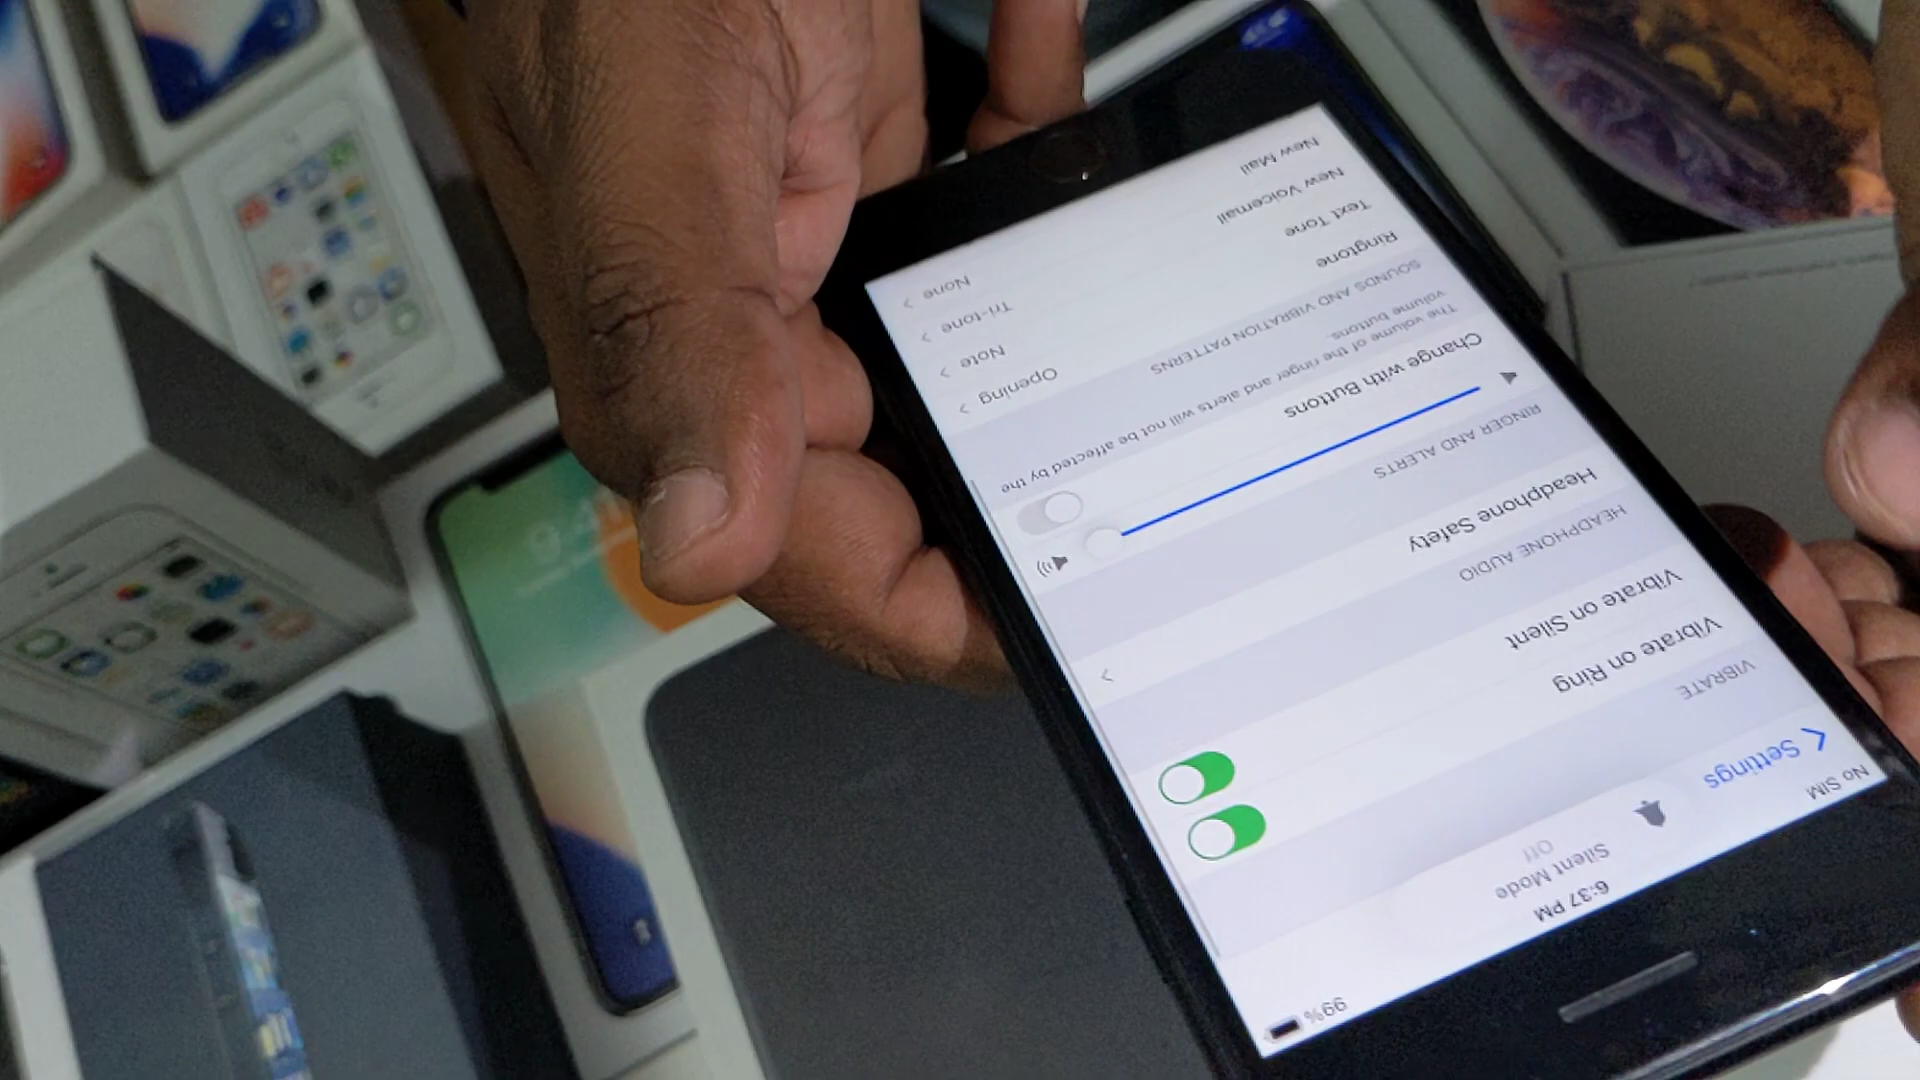 No SIM
6:37 PM
99%
Silent Mode
Off
Settings
VIBRATE
Vibrate on Ring
Vibrate on Silent
HEADPHONE AUDIO
Headphone Safety
RINGER AND ALERTS
Change with Buttons
The volume of the ringer and alerts will not be affected by the
volume buttons.
SOUNDS AND VIBRATION PATTERNS
Ringtone Opening
Text Tone Note
New Voicemail Tri-tone
New Mail None